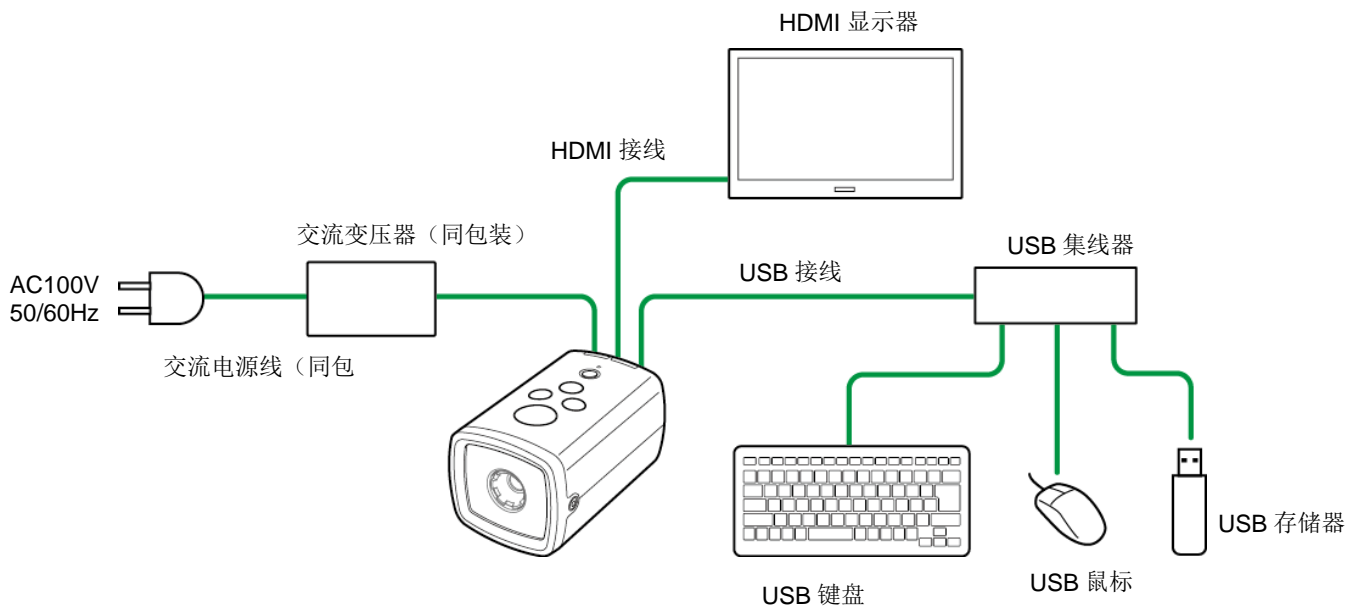 HDMI 显示器
HDMI 接线
交流变压器（同包装）
USB 集线器
USB 接线
AC100V
50/60Hz
交流电源线（同包
USB 存储器
USB 鼠标
USB 键盘